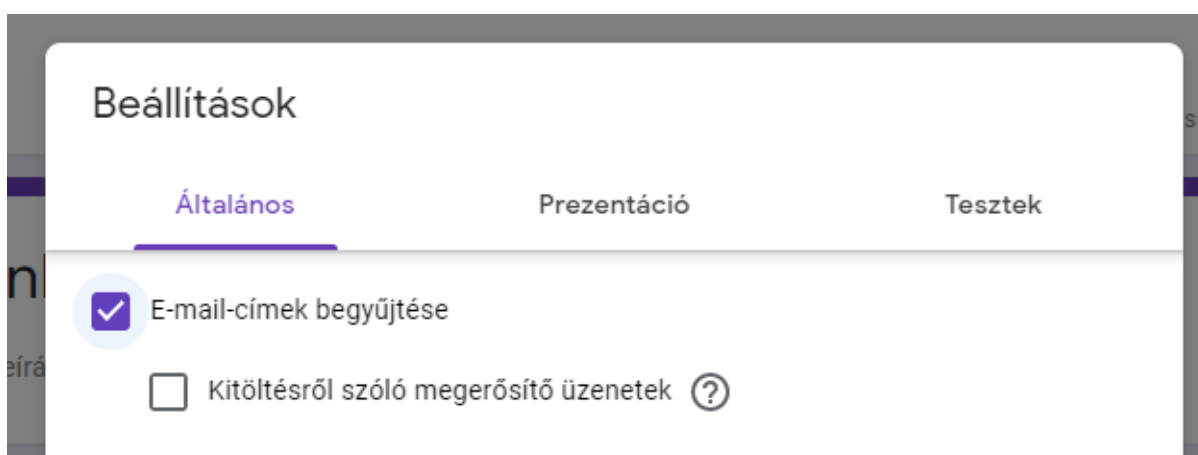 Beállítások
Általános Prezentáció Tesztek
E-mail-címek begyűjtése
Kitöltésről szóló megerősítő üzenetek